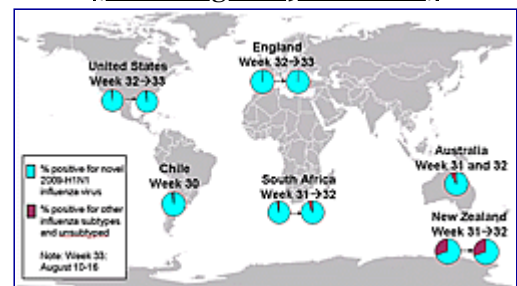 England
Week 32→33
United States
Week 32→33
Australia
Week 31 and 32
Chile
Week 30
South Africa
Week 31→32
New Zealand
Week 31→32
% positive for novel
2009-H1N1
influenza virus
% positive for other
influenza subtypes
and unsubtyped
Note: Week 33:
August 10-16